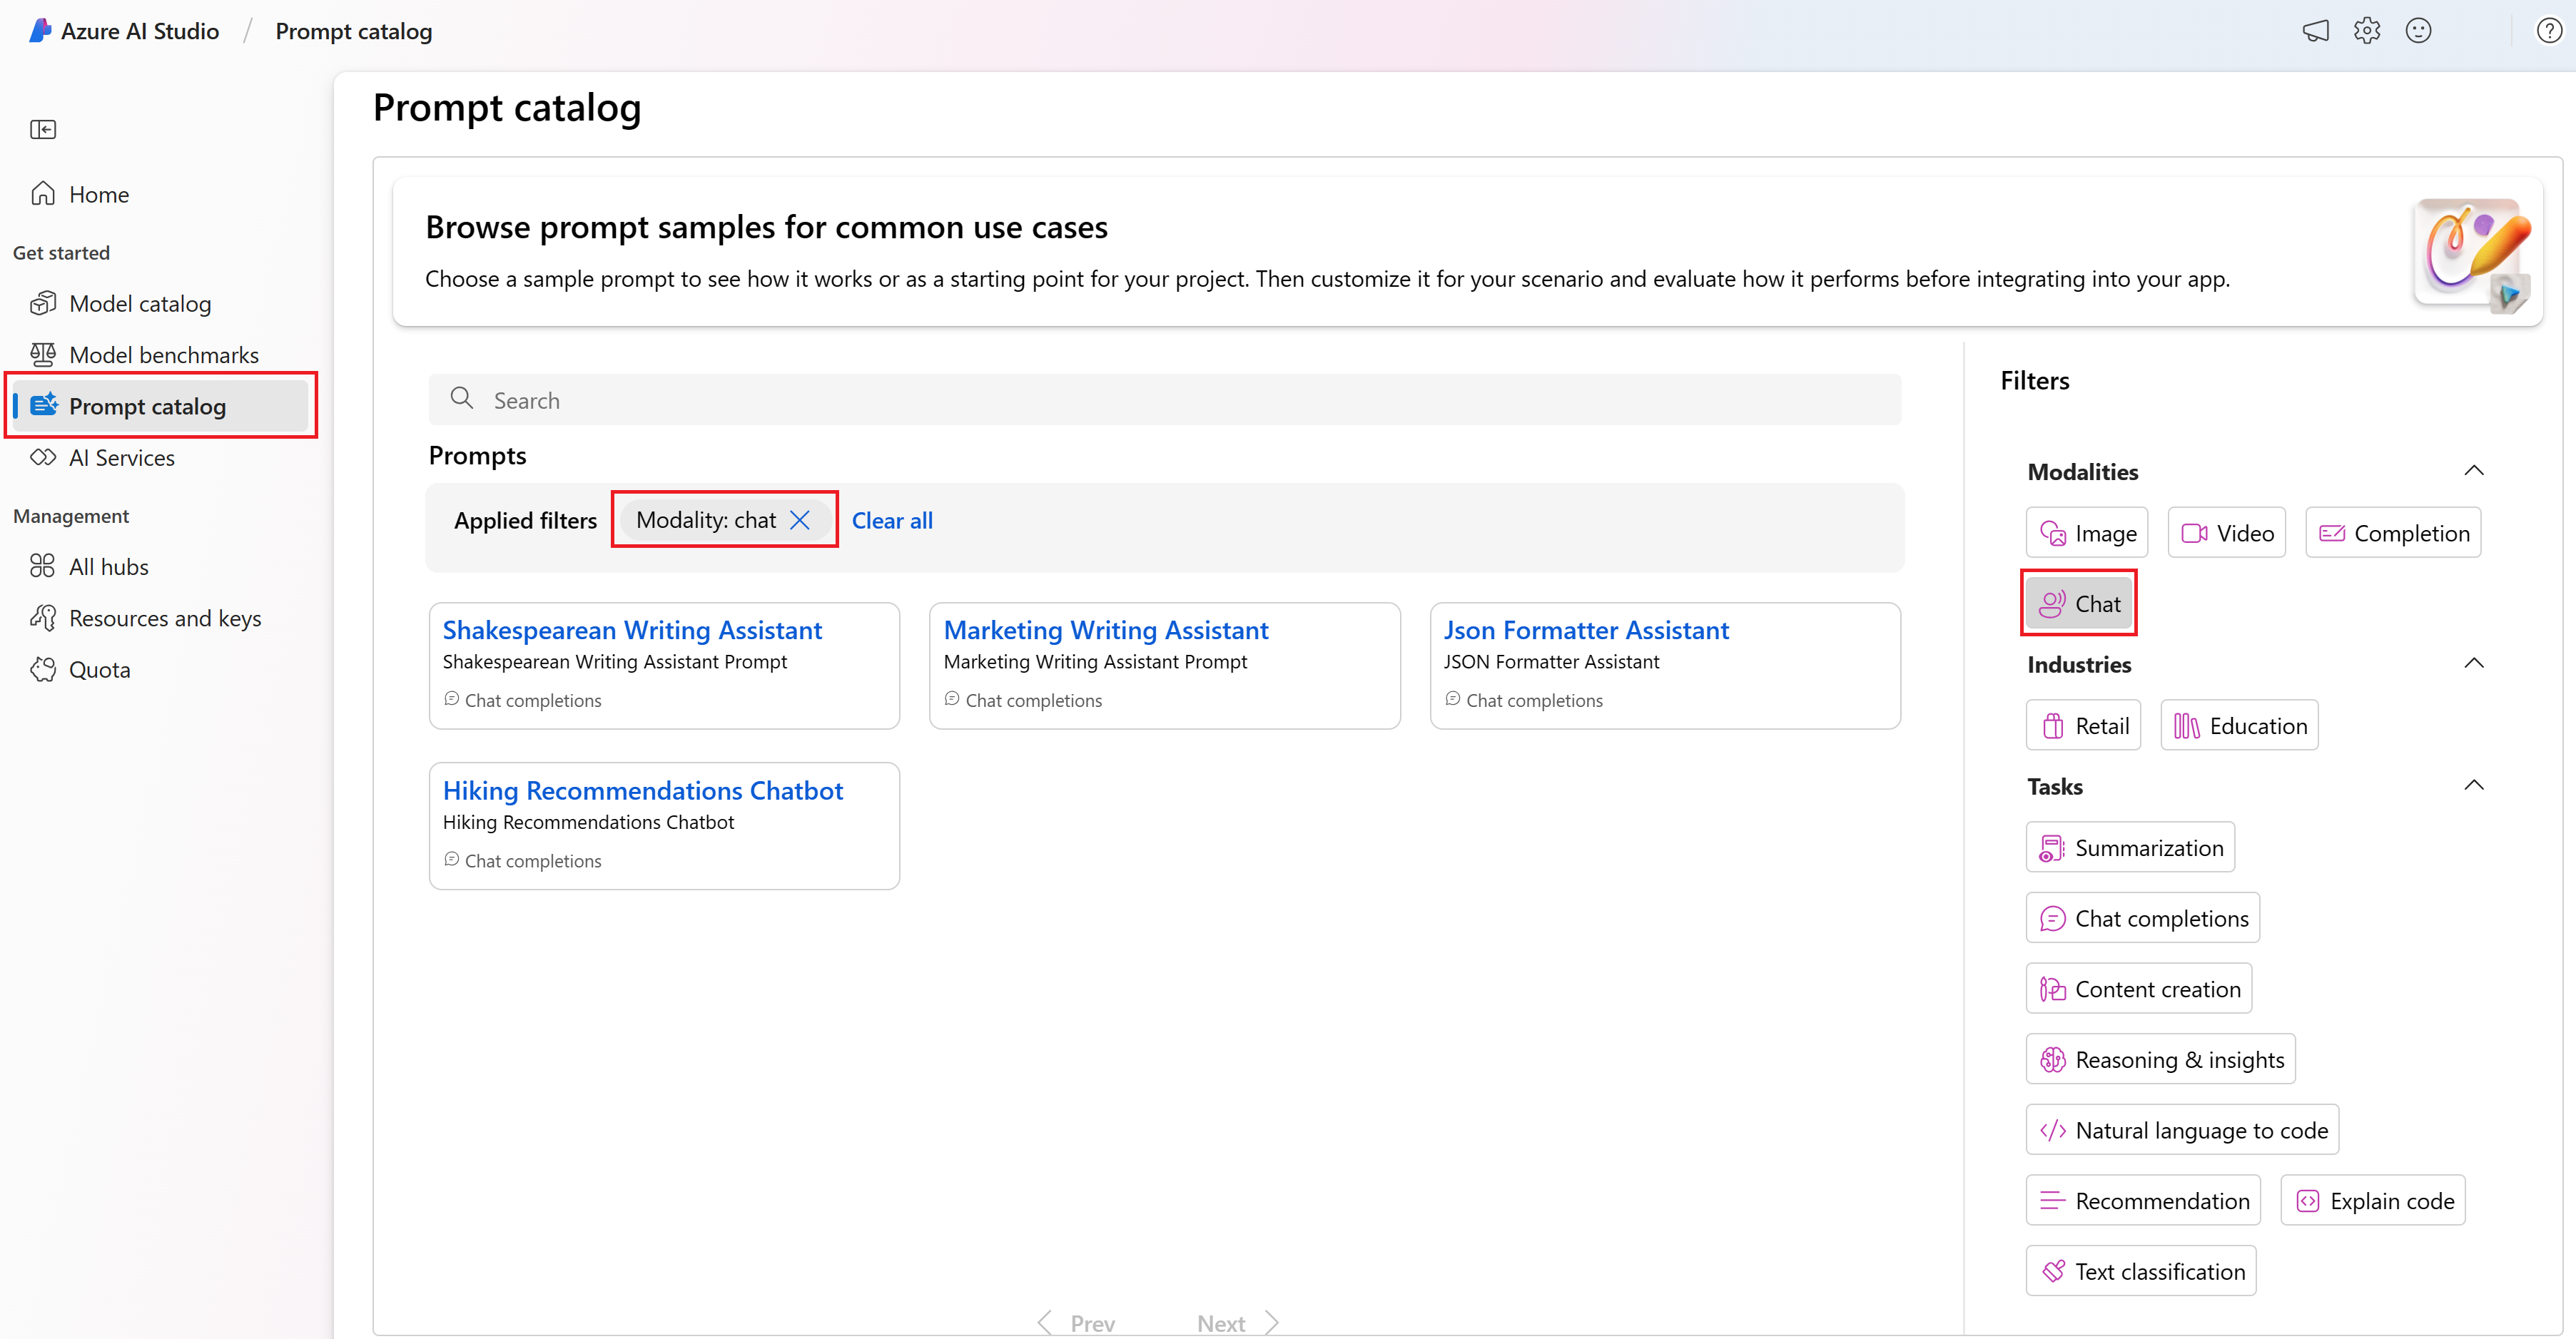 Azure AI Studio / Prompt catalog
Home
Get started
Model catalog
Model benchmarks
Prompt catalog
AI Services
Management
All hubs
Resources and keys
Quota
Prompt catalog
Browse prompt samples for common use cases
Choose a sample prompt to see how it works or as a starting point for your project. Then customize it for your scenario and evaluate how it performs before integrating into your app.
Search
Prompts
Applied filters Modality: chat Clear all
Shakespearean Writing Assistant
Shakespearean Writing Assistant Prompt
Chat completions
Marketing Writing Assistant
Marketing Writing Assistant Prompt
Chat completions
Json Formatter Assistant
JSON Formatter Assistant
Chat completions
Hiking Recommendations Chatbot
Hiking Recommendations Chatbot
Chat completions
Prev Next
Filters
Modalities
Image Video Completion
Chat
Industries
Retail Education
Tasks
Summarization
Chat completions
Content creation
Reasoning & insights
Natural language to code
Recommendation Explain code
Text classification